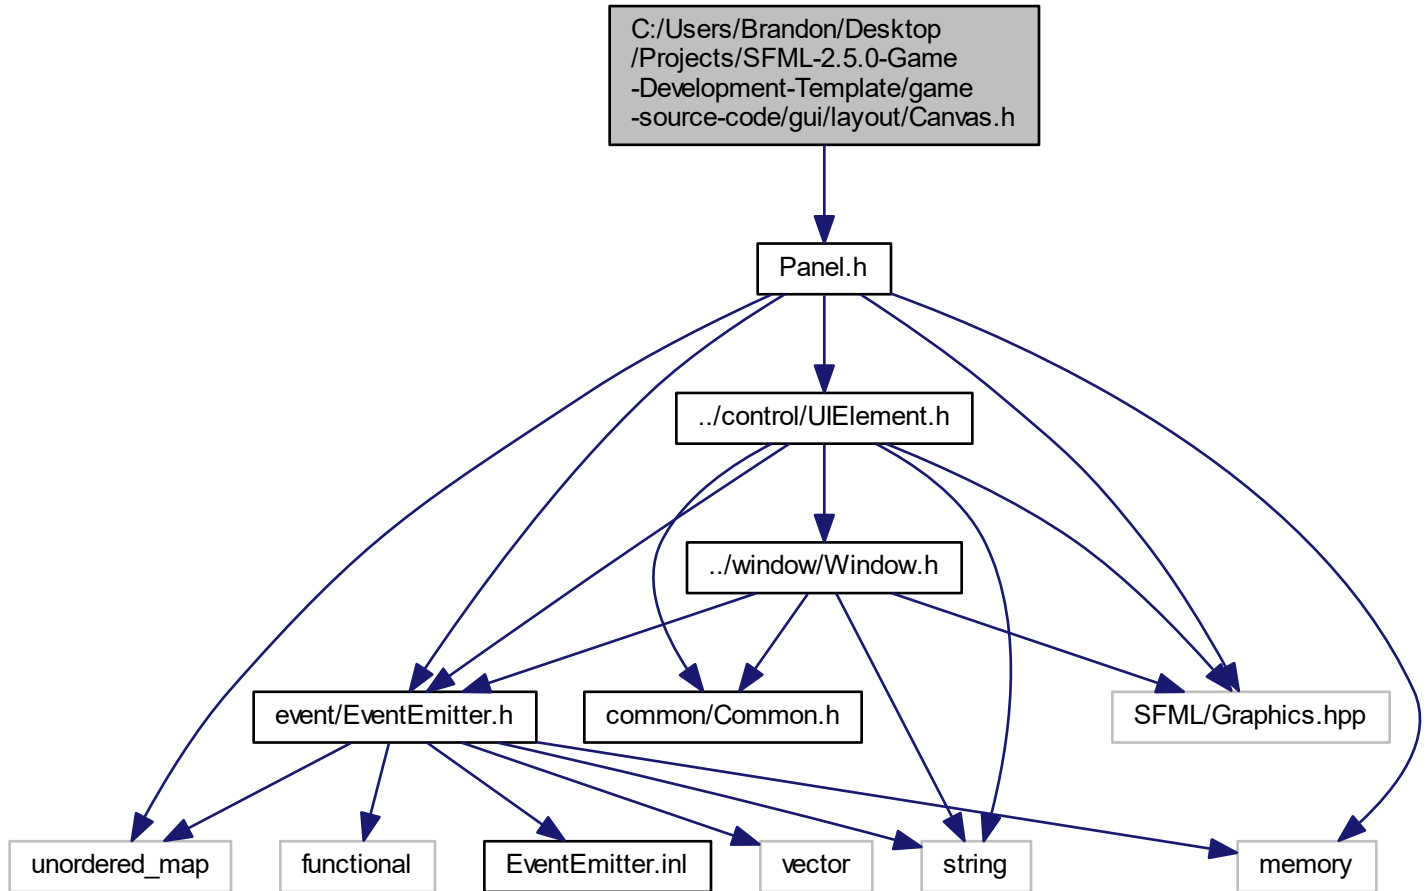 C:/Users/Brandon/Desktop
/Projects/SFML-2.5.0-Game
-Development-Template/game
-source-code/gui/layout/Canvas.h
Panel.h
../control/UIElement.h
../window/Window.h
event/EventEmitter.h
common/Common.h
SFML/Graphics.hpp
unordered_map
functional
EventEmitter.inl
vector
string
memory